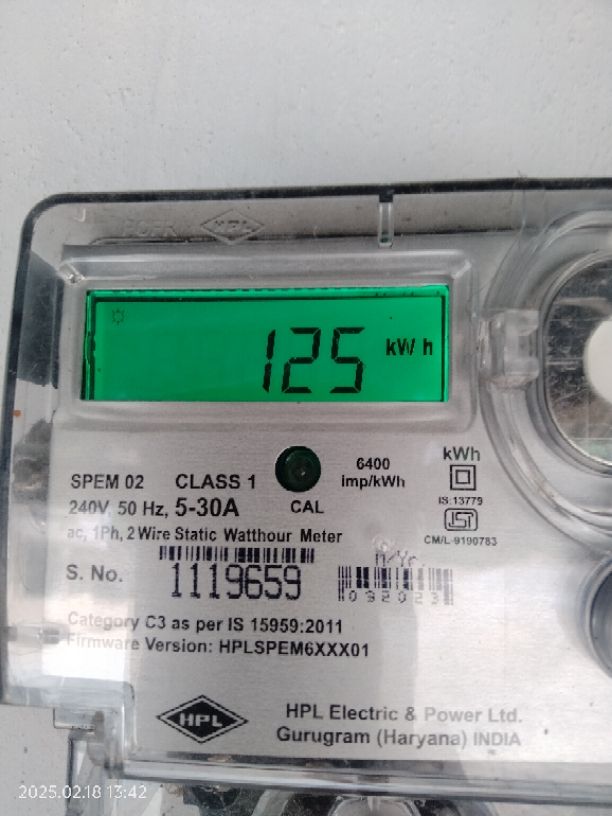 HPL
125 kWh
SPEM 02 CLASS 1 6400 imp/kWh kWh
240V, 50 Hz, 5-30A CAL IS:13779
ac, 1Ph, 2 Wire Static Watthour Meter CM/L-9190783
M/Yr.
S. No. 1119659 092023
Category C3 as per IS 15959:2011
Firmware Version: HPLSPEM6XXX01
HPL HPL Electric & Power Ltd.
Gurugram (Haryana) INDIA
2025.02.18 13:42